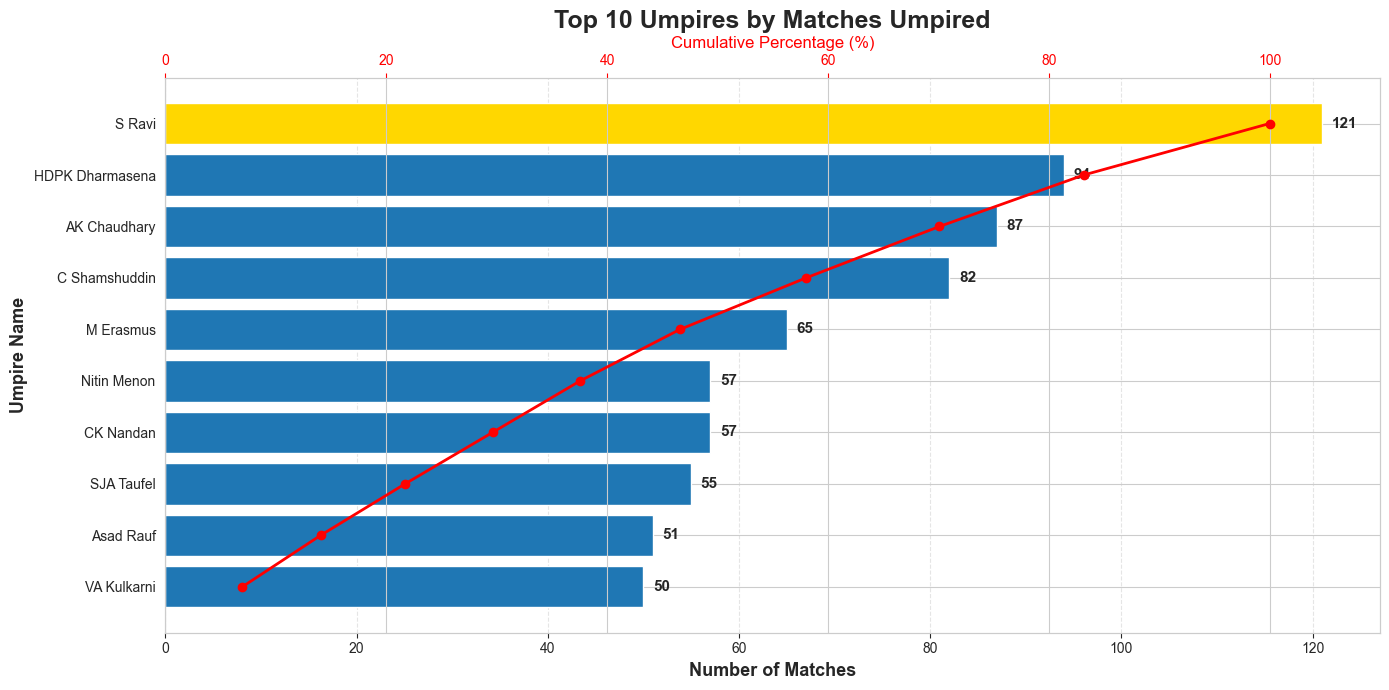 Top 10 Umpires by Matches Umpired
Cumulative Percentage (%)
0 20 40 60 80 100
S Ravi 121
HDPK Dharmasena 94
AK Chaudhary 87
C Shamshuddin 82
M Erasmus 65
Nitin Menon 57
CK Nandan 57
SJA Taufel 55
Asad Rauf 51
VA Kulkarni 50
Umpire Name
0 20 40 60 80 100 120
Number of Matches